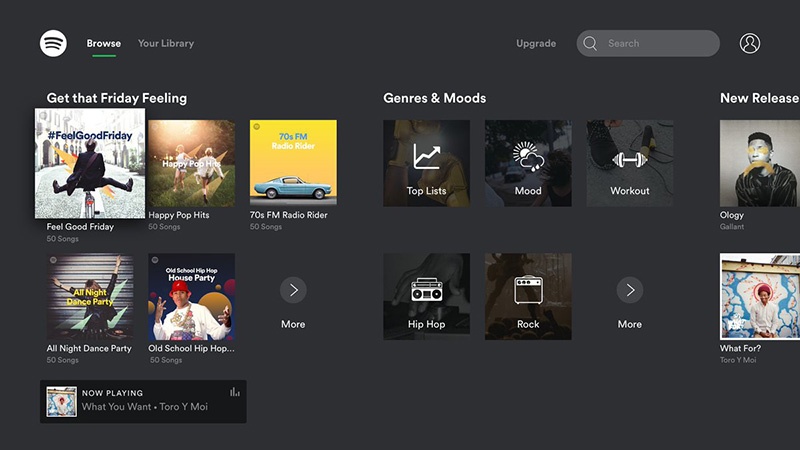 Browse
Your Library
Upgrade
Search
Get that Friday Feeling
#FeelGoodFriday
Feel Good Friday
50 Songs
Happy Pop Hits
Happy Pop Hits
50 Songs
70s FM
Radio Rider
70s FM Radio Rider
50 Songs
All Night
Dance Party
All Night Dance Party
50 Songs
Old School Hip Hop
House Party
Old School Hip Hop...
50 Songs
More
Genres & Moods
Top Lists
Mood
Workout
Hip Hop
Rock
More
New Release
Ology
Gallant
What For?
Toro Y Moi
NOW PLAYING
What You Want • Toro Y Moi